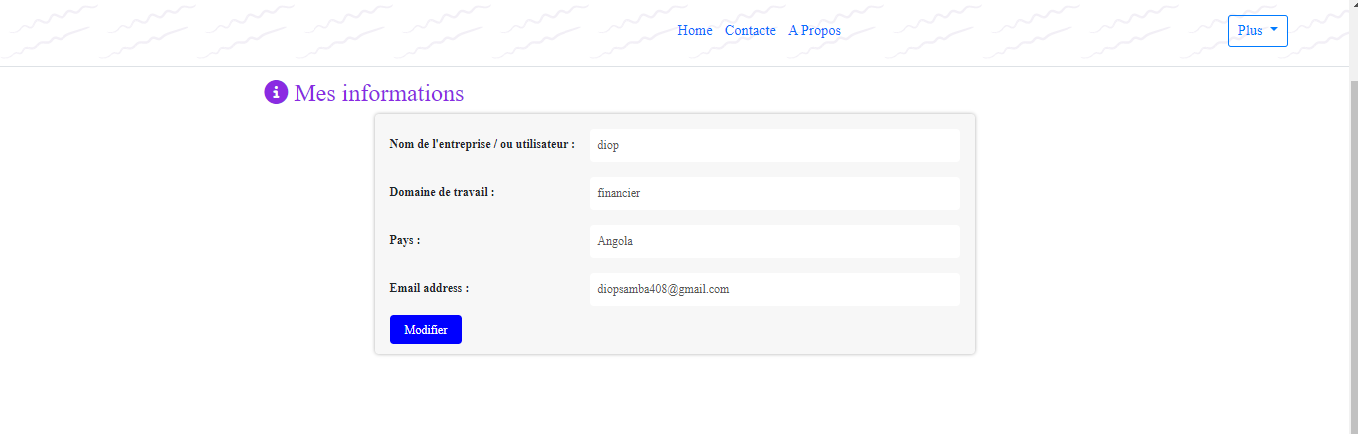 Home Contacte A Propos Plus
Mes informations
Nom de l'entreprise / ou utilisateur : diop
Domaine de travail : financier
Pays : Angola
Email address : diopsamba408@gmail.com
Modifier